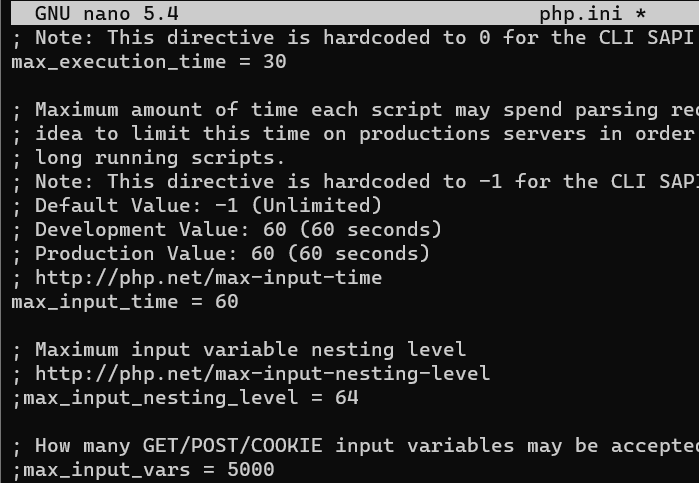 GNU nano 5.4 php.ini *
; Note: This directive is hardcoded to 0 for the CLI SAPI
max_execution_time = 30
; Maximum amount of time each script may spend parsing
; idea to limit this time on productions servers in order
; long running scripts.
; Note: This directive is hardcoded to -1 for the CLI SAPI
; Default Value: -1 (Unlimited)
; Development Value: 60 (60 seconds)
; Production Value: 60 (60 seconds)
; http://php.net/max-input-time
max_input_time = 60
; Maximum input variable nesting level
; http://php.net/max-input-nesting-level
;max_input_nesting_level = 64
; How many GET/POST/COOKIE input variables may be accepted
;max_input_vars = 5000